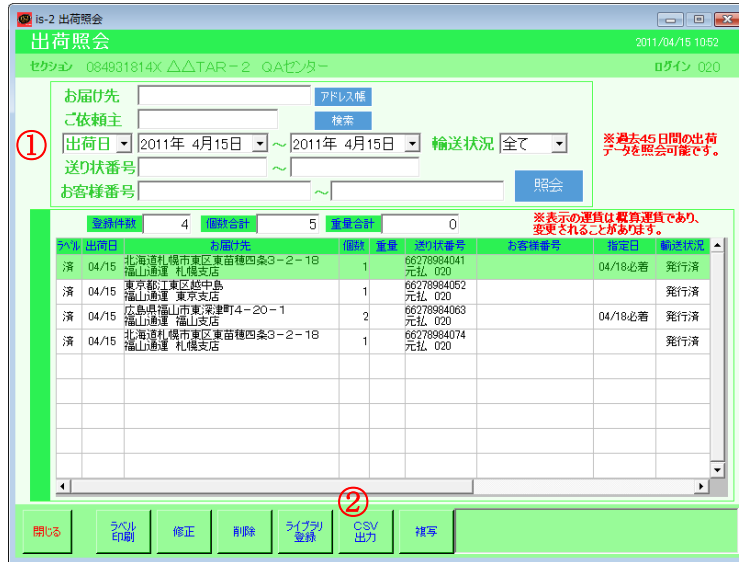 is-2 出荷照会
出荷照会
2011/04/15 10:52
セクション 084931814X △△TAR-2 QAセンター
ログイン 020
お届け先 アドレス帳
ご依頼主 検索
①
出荷日 2011年 4月15日 ～ 2011年 4月15日 輸送状況 全て
※過去45日間の出荷
データを照会可能です。
送り状番号 ～
お客様番号 ～ 照会
登録件数 4 個数合計 5 重量合計 0
※表示の運賃は概算運賃であり、
変更されることがあります。
ラベル 出荷日 お届け先 個数 重量 送り状番号 お客様番号 指定日 輸送状況
済 04/15 北海道札幌市東区東苗穂四条3-2-18 1 66278984041 04/18必着 発行済
福山通運 札幌支店 元払 020
済 04/15 東京都江東区越中島 1 66278984052 発行済
福山通運 東京支店 元払 020
済 04/15 広島県福山市東深津町4-20-1 2 66278984063 04/18必着 発行済
福山通運 福山支店 元払 020
済 04/15 北海道札幌市東区東苗穂四条3-2-18 1 66278984074 発行済
福山通運 札幌支店 元払 020
②
閉じる ラベル印刷 修正 削除 ライブラリ登録 CSV出力 複写